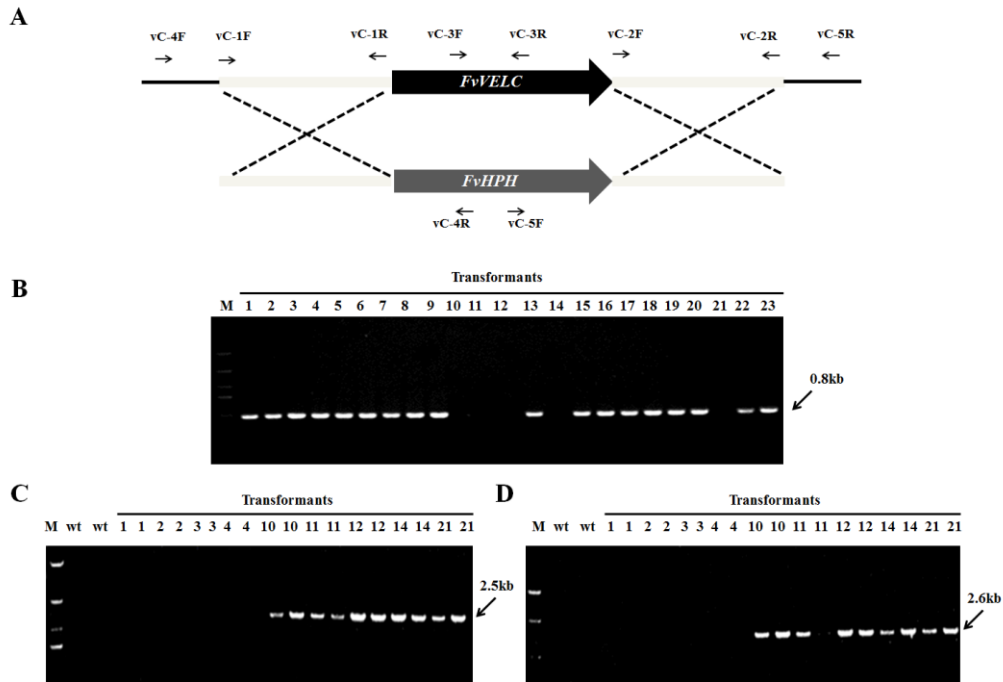 A
vC-4F vC-1F vC-1R vC-3F vC-3R vC-2F vC-2R vC-5R
FvVELC
FvHPH
vC-4R vC-5F
B
Transformants
M 1 2 3 4 5 6 7 8 9 10 11 12 13 14 15 16 17 18 19 20 21 22 23
0.8kb
C
Transformants
M wt wt 1 1 2 2 3 3 4 4 10 10 11 11 12 12 14 14 21 21
2.5kb
D
Transformants
M wt wt 1 1 2 2 3 3 4 4 10 10 11 11 12 12 14 14 21 21
2.6kb